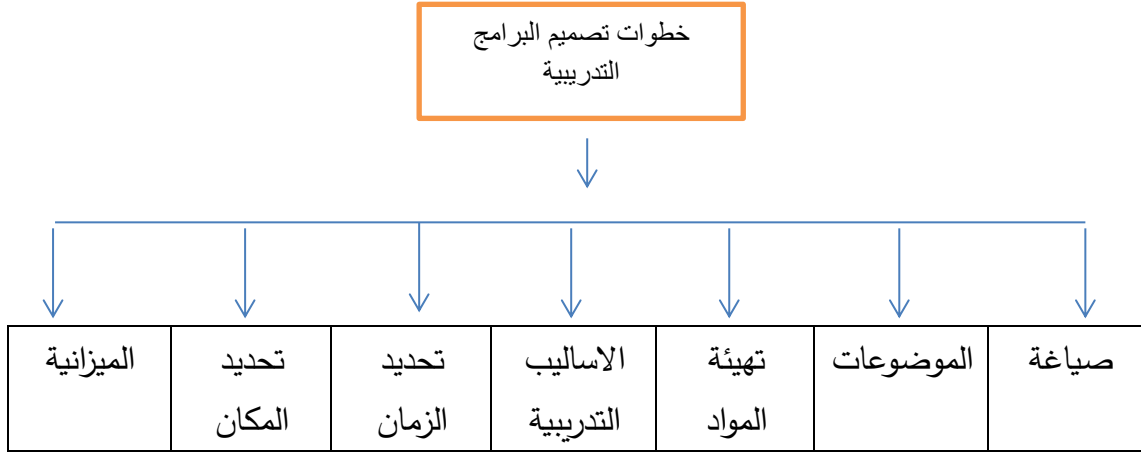 خطوات تصميم البرامج
التدريبية
صياغة
الموضوعات
تهيئة
المواد
الاساليب
التدريبية
تحديد
الزمان
تحديد
المكان
الميزانية